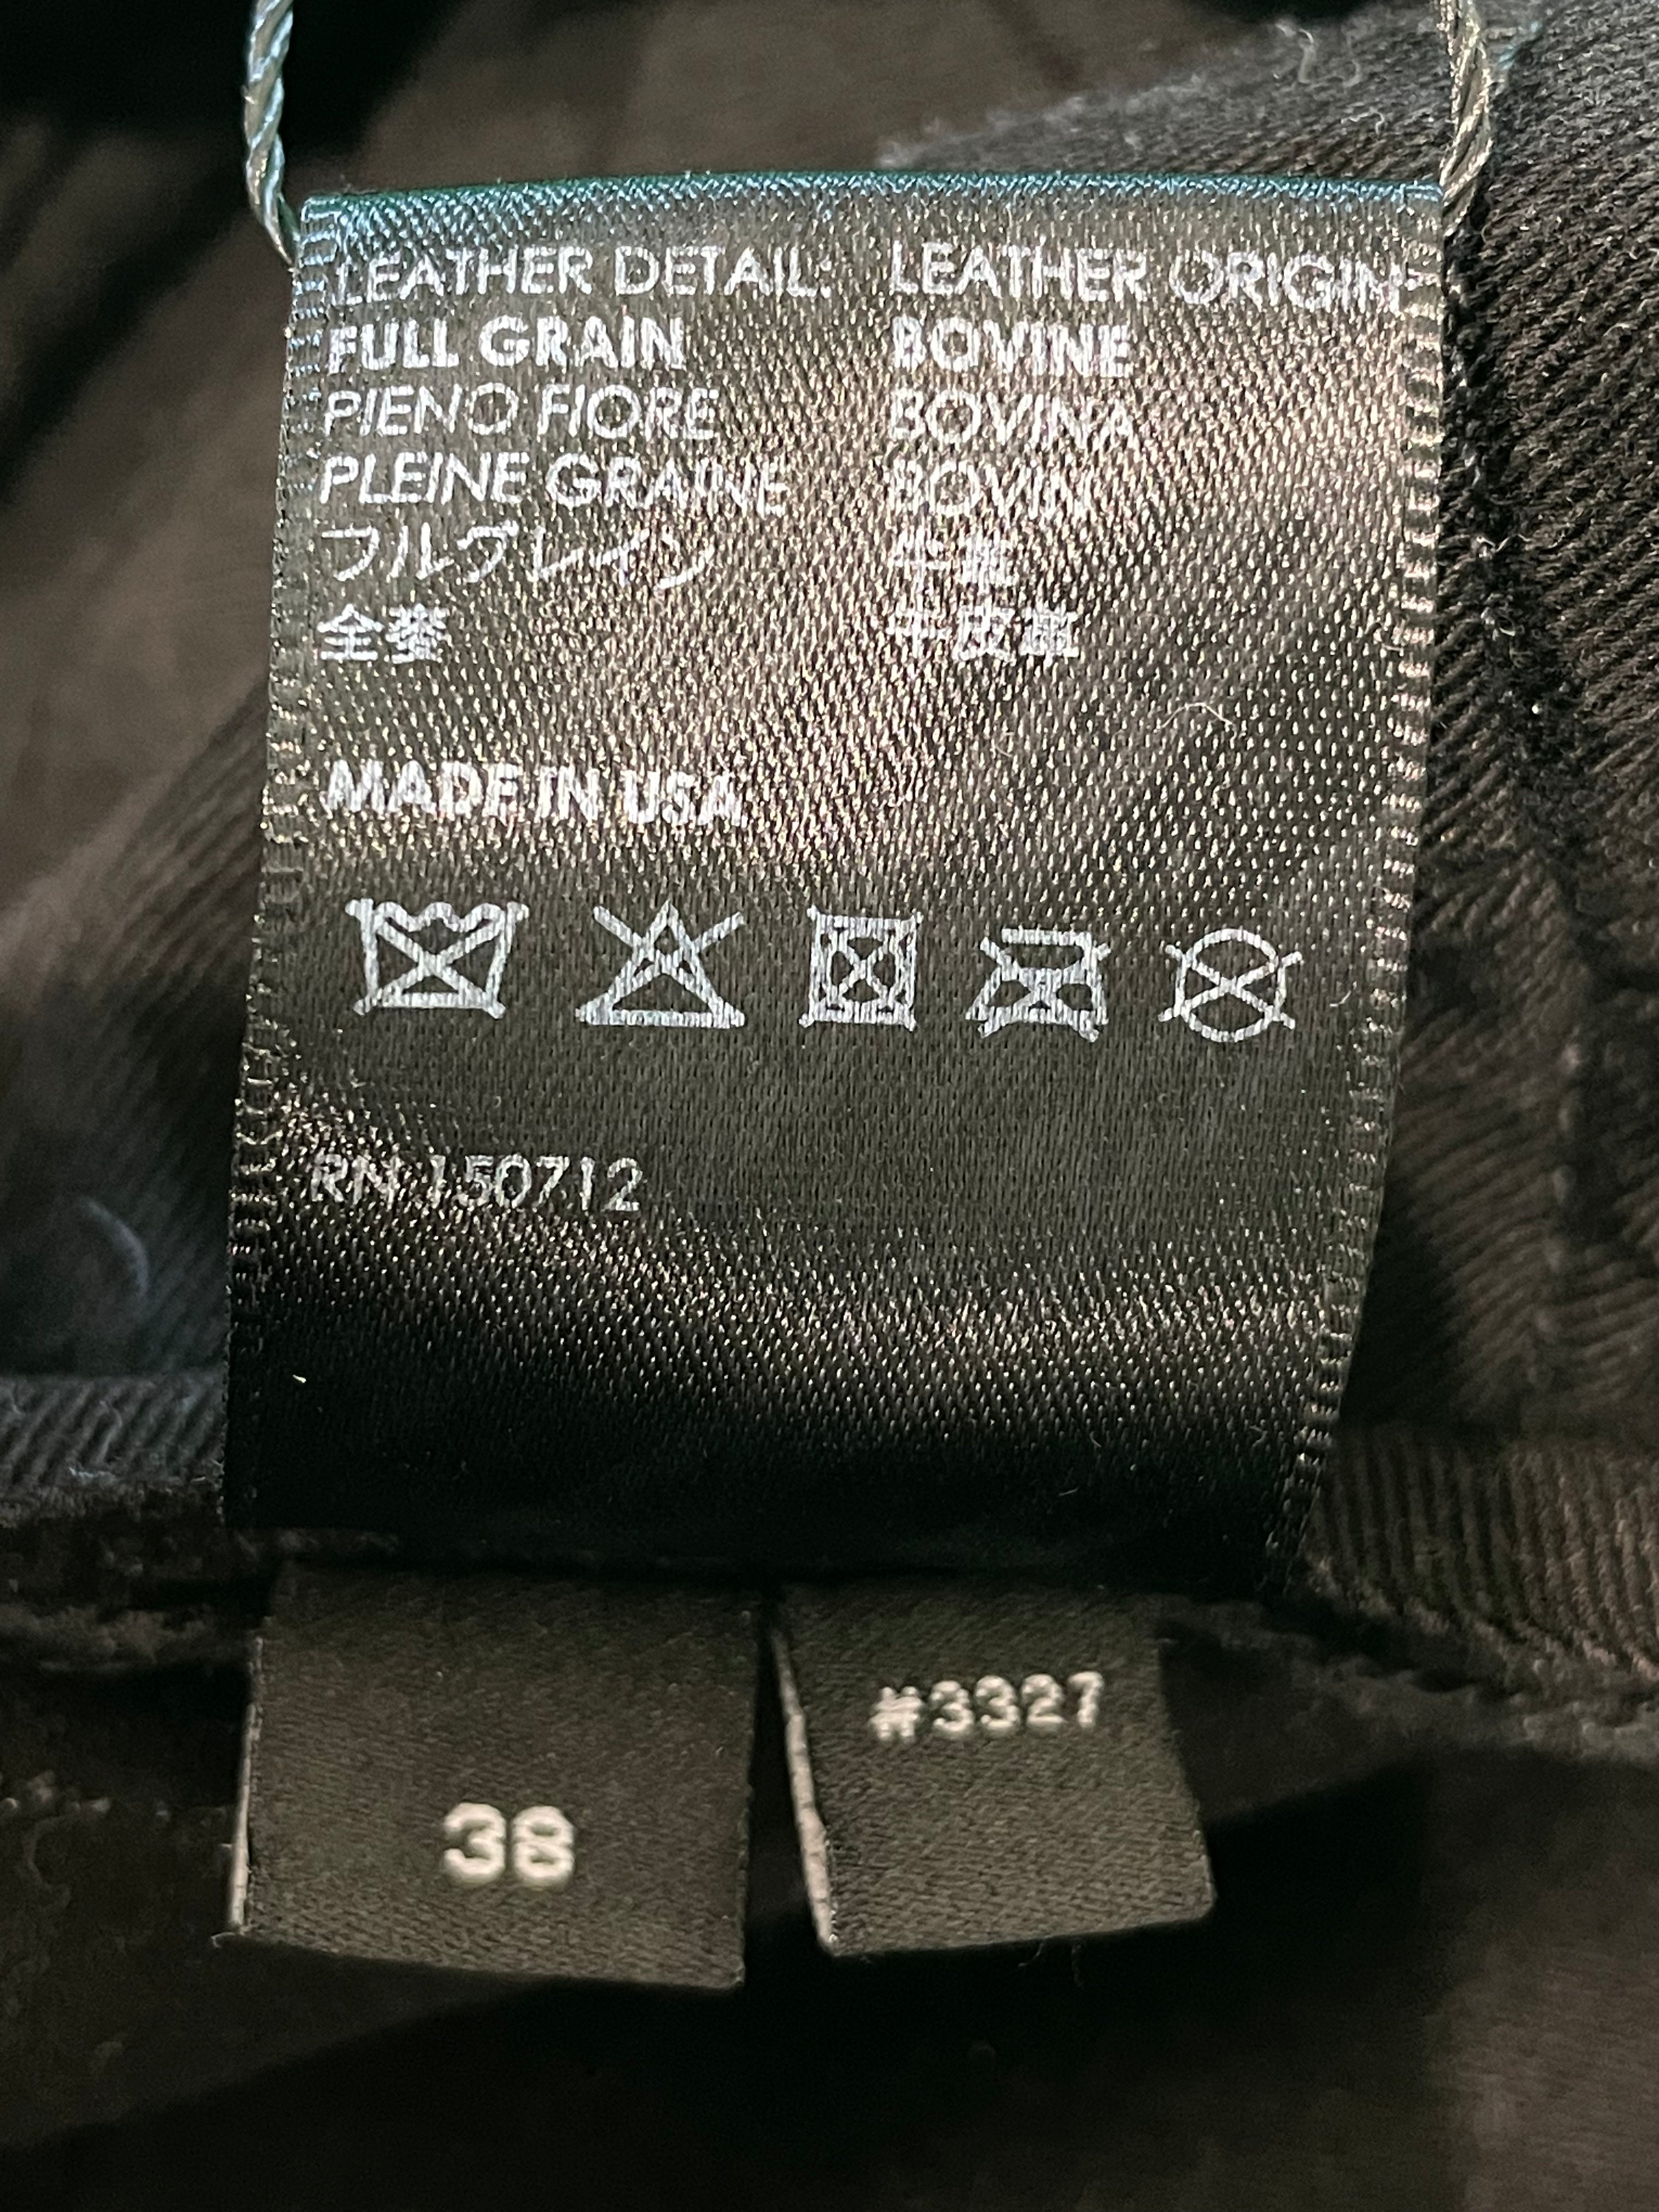 LEATHER DETAIL: LEATHER ORIGIN:
FULL GRAIN BOVINE
PIENO FIORE BOVINA
PLEINE GRAINE BOVIN
フルグレイン 牛革
全 牛皮革
MADE IN USA
RN 150712
#3327
38